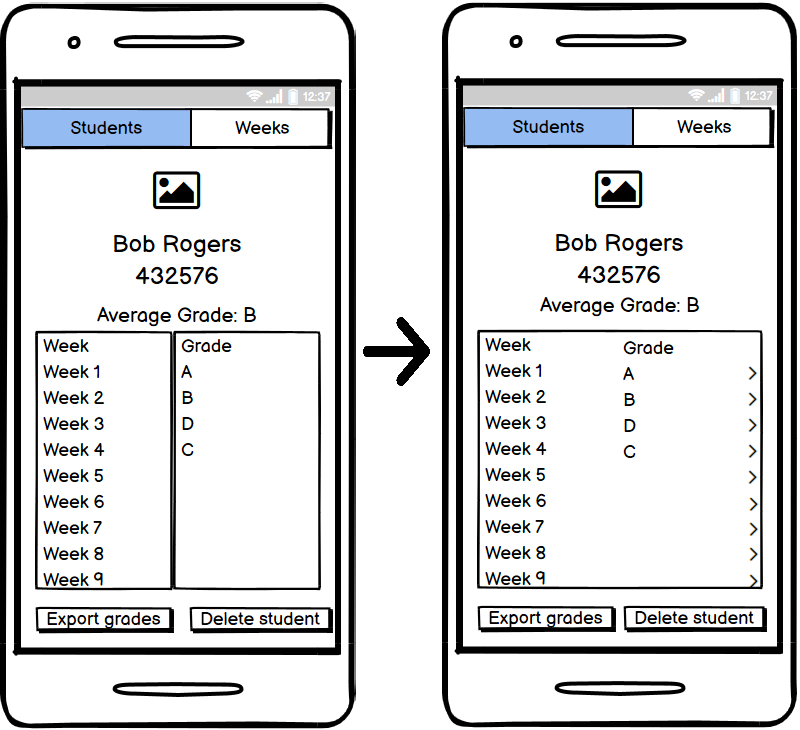 12:37
Students Weeks
Bob Rogers
432576
Average Grade: B
Week Grade
Week 1 A
Week 2 B
Week 3 D
Week 4 C
Week 5
Week 6
Week 7
Week 8
Week 9
Export grades Delete student
12:37
Students Weeks
Bob Rogers
432576
Average Grade: B
Week Grade
Week 1 A
Week 2 B
Week 3 D
Week 4 C
Week 5
Week 6
Week 7
Week 8
Week 9
Export grades Delete student